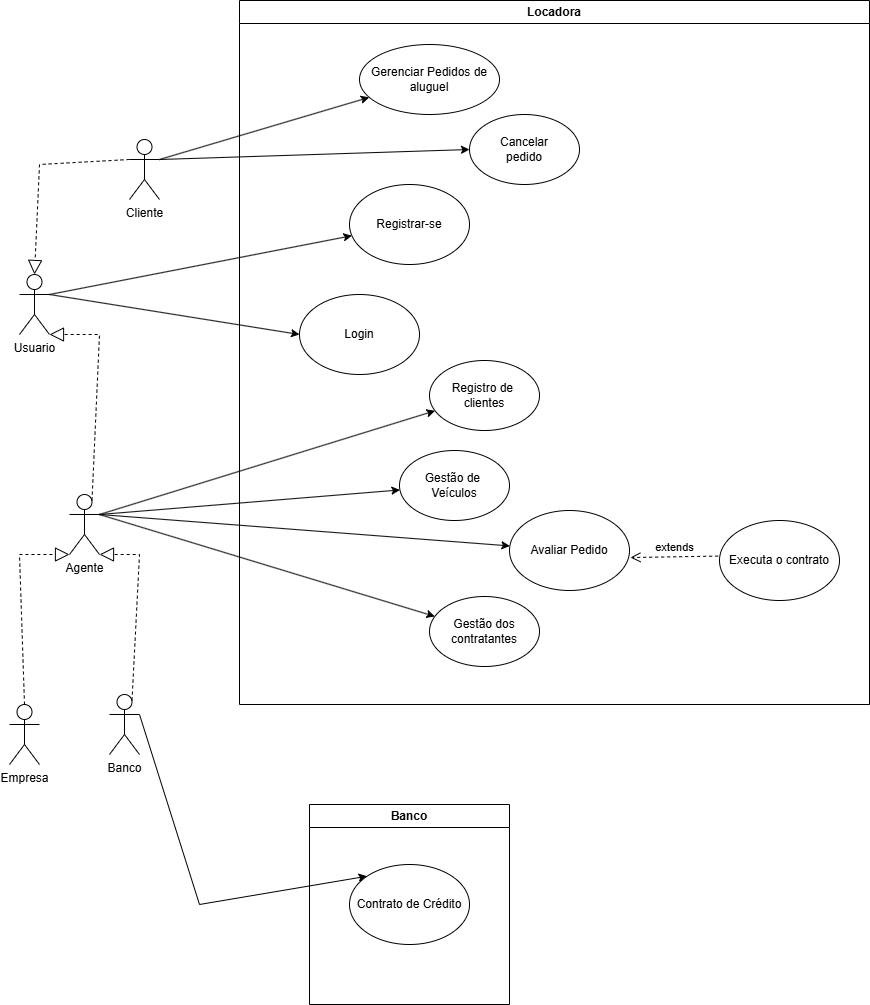 Locadora
Gerenciar Pedidos de
aluguel
Cancelar
pedido
Cliente
Registrar-se
Usuario
Login
Registro de
clientes
Gestão de
Veículos
Agente
Avaliar Pedido
extends
Executa o contrato
Gestão dos
contratantes
Empresa
Banco
Banco
Contrato de Crédito